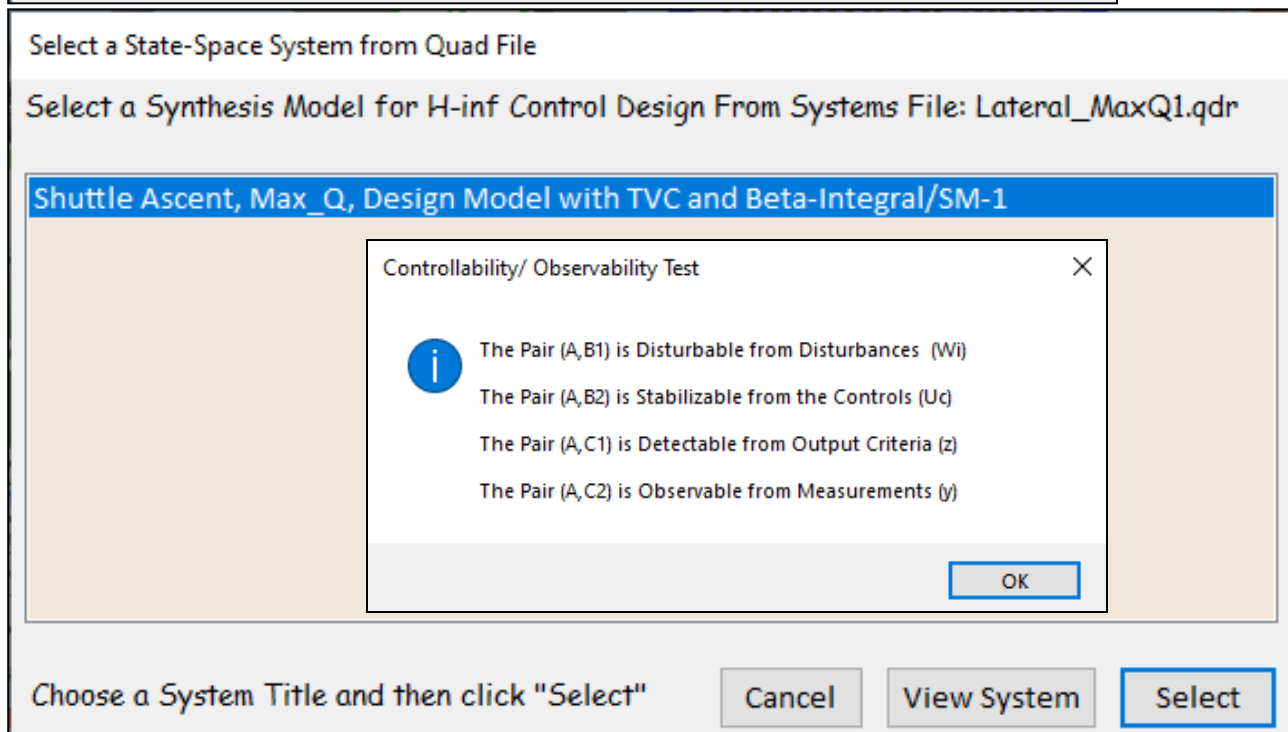 Select a State-Space System from Quad File
Select a Synthesis Model for H-inf Control Design From Systems File: Lateral_MaxQ1.qdr
Shuttle Ascent, Max_Q, Design Model with TVC and Beta-Integral/SM-1
Controllability/ Observability Test
The Pair (A,B1) is Disturbable from Disturbances (Wi)
The Pair (A,B2) is Stabilizable from the Controls (Uc)
The Pair (A,C1) is Detectable from Output Criteria (z)
The Pair (A,C2) is Observable from Measurements (y)
OK
Choose a System Title and then click "Select"
Cancel
View System
Select